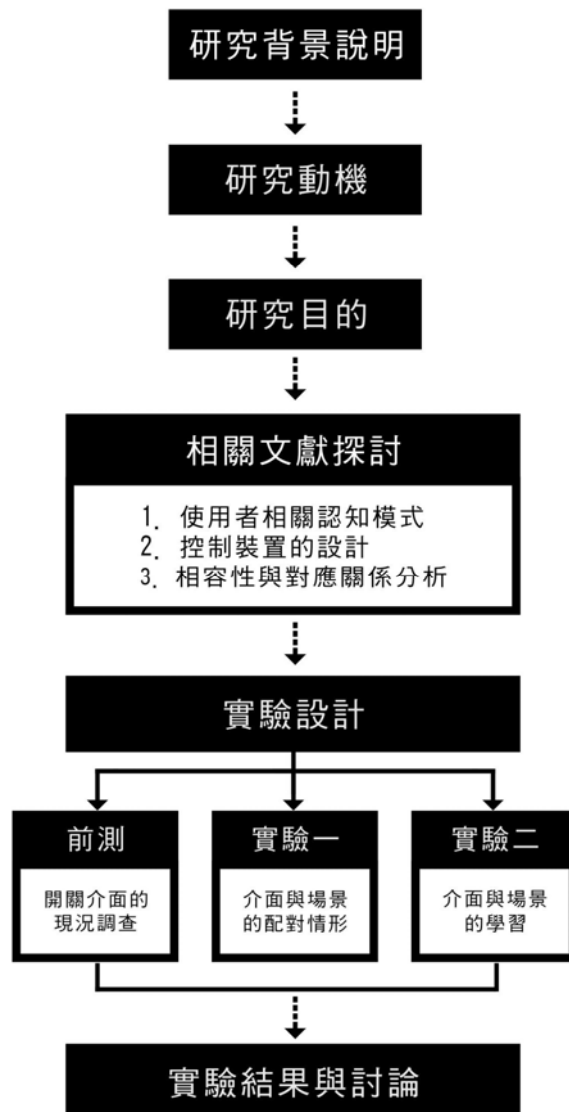 研究背景說明
研究動機
研究目的
相關文獻探討
1. 使用者相關認知模式
2. 控制裝置的設計
3. 相容性與對應關係分析
實驗設計
前測
開關介面的
現況調查
實驗一
介面與場景
的配對情形
實驗二
介面與場景
的學習
實驗結果與討論